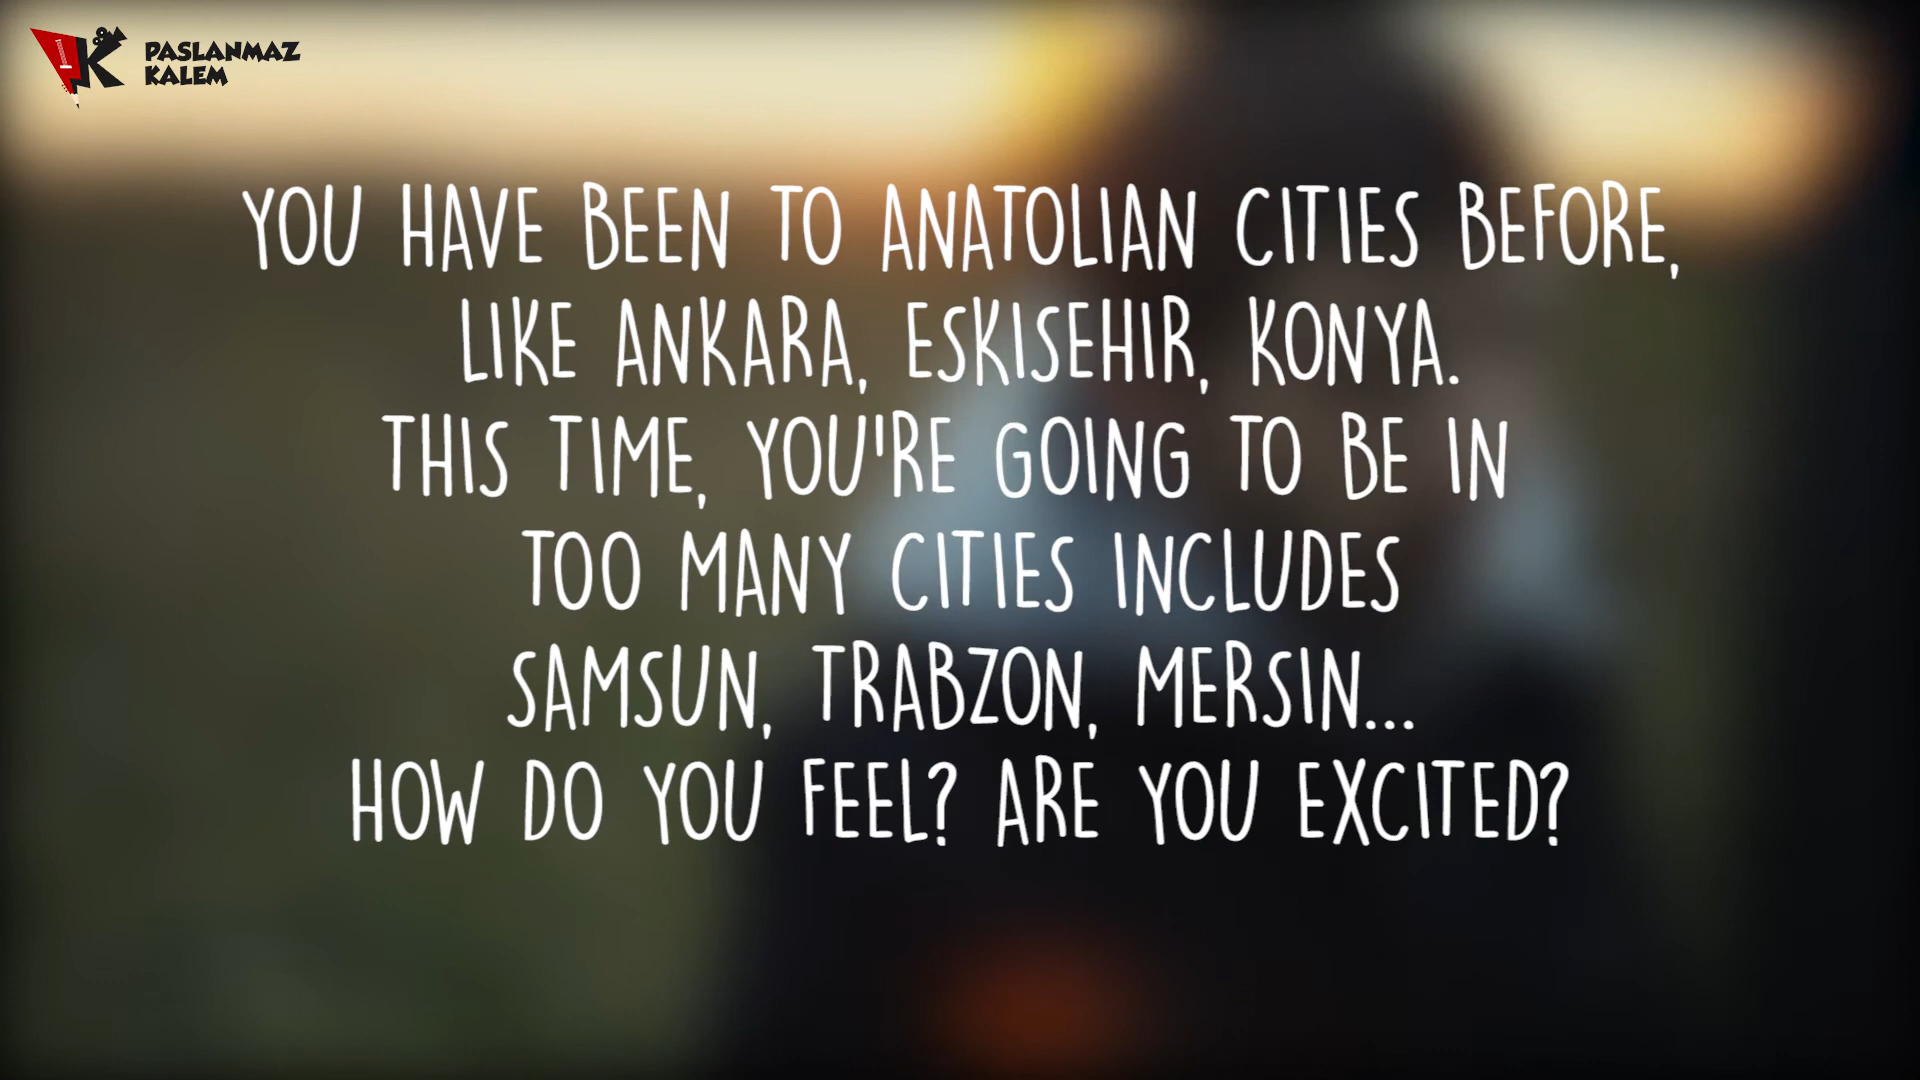 PASLANMAZ
KALEM
YOU HAVE BEEN TO ANATOLIAN CITIES BEFORE,
LIKE ANKARA, ESKISEHIR, KONYA.
THIS TIME, YOU'RE GOING TO BE IN
TOO MANY CITIES INCLUDES
SAMSUN, TRABZON, MERSIN...
HOW DO YOU FEEL? ARE YOU EXCITED?